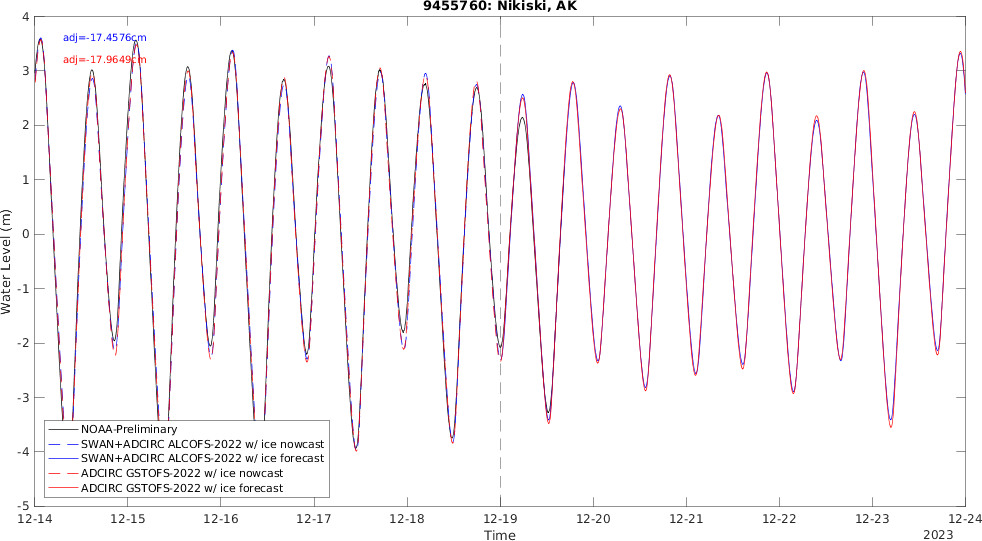 9455760: Nikiski, AK
adj=-17.4576cm
adj=-17.9649cm
4
3
2
1
0
-1
-2
-3
-4
-5
Water Level (m)
NOAA-Preliminary
SWAN+ADCIRC ALCOFS-2022 w/ ice nowcast
SWAN+ADCIRC ALCOFS-2022 w/ ice forecast
ADCIRC GSTOFS-2022 w/ ice nowcast
ADCIRC GSTOFS-2022 w/ ice forecast
12-14 12-15 12-16 12-17 12-18 12-19 12-20 12-21 12-22 12-23 12-24
Time
2023